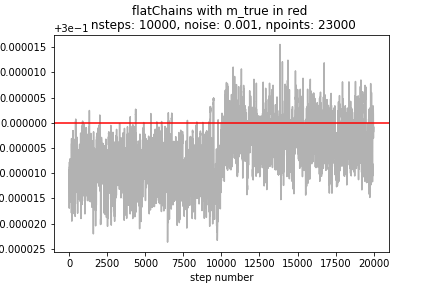 flatChains with m_true in red
nsteps: 10000, noise: 0.001, npoints: 23000
+3e−1
0.000015
0.000010
0.000005
0.000000
0.000005
0.000010
0.000015
0.000020
0.000025
0 2500 5000 7500 10000 12500 15000 17500 20000
step number